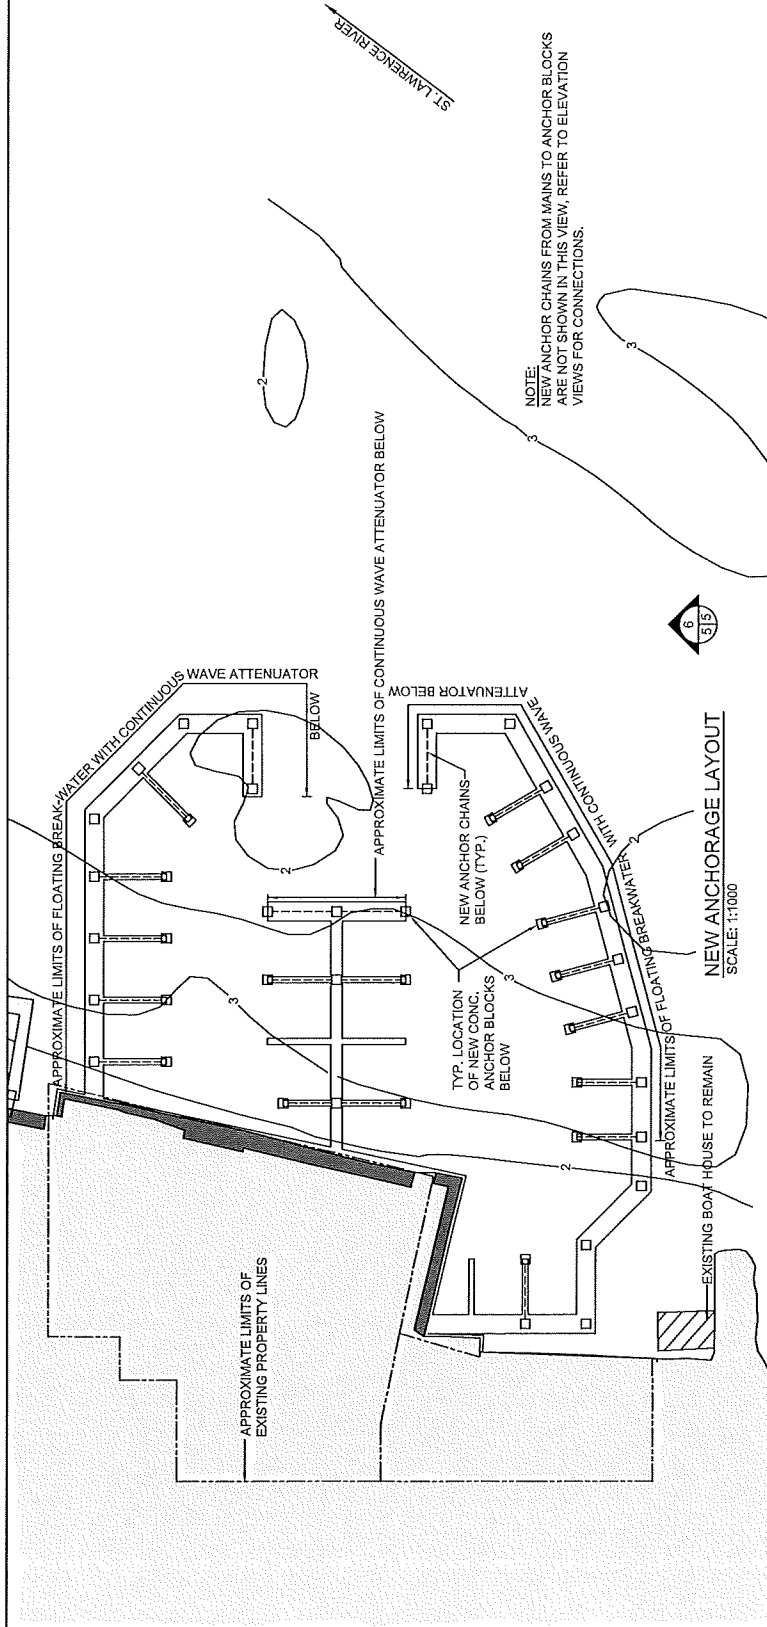 ST. LAWRENCE RIVER
NOTE:
NEW ANCHOR CHAINS FROM MAINS TO ANCHOR BLOCKS
ARE NOT SHOWN IN THIS VIEW, REFER TO ELEVATION
VIEWS FOR CONNECTIONS.
2
3
3
APPROXIMATE LIMITS OF FLOATING BREAK-WATER WITH CONTINUOUS WAVE ATTENUATOR
BELOW
APPROXIMATE LIMITS OF CONTINUOUS WAVE ATTENUATOR BELOW
2
3
NEW ANCHOR CHAINS
BELOW (TYP.)
TYP. LOCATION
OF NEW CONC.
ANCHOR BLOCKS
BELOW
3
2
2
APPROXIMATE LIMITS OF FLOATING BREAKWATER WITH CONTINUOUS WAVE
ATTENUATOR BELOW
APPROXIMATE LIMITS OF
EXISTING PROPERTY LINES
EXISTING BOAT HOUSE TO REMAIN
6
5 5
NEW ANCHORAGE LAYOUT
SCALE: 1:1000